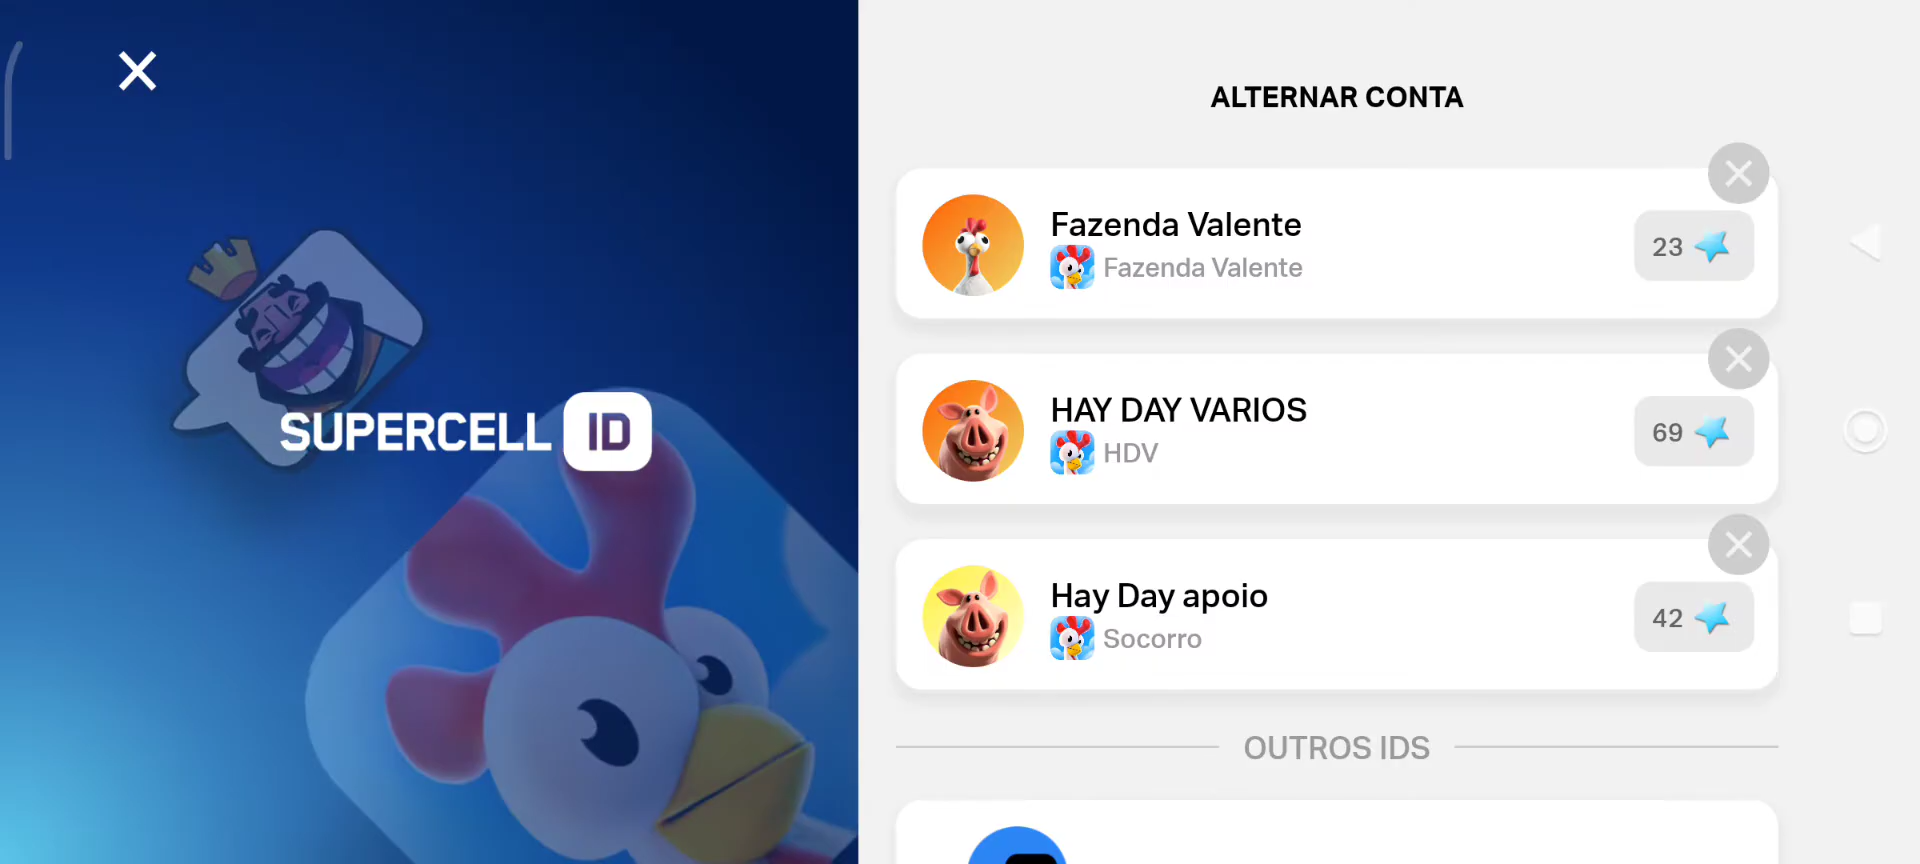 ALTERNAR CONTA
SUPERCELL ID
Fazenda Valente
Fazenda Valente
23
HAY DAY VARIOS
HDV
69
Hay Day apoio
Socorro
42
OUTROS IDS